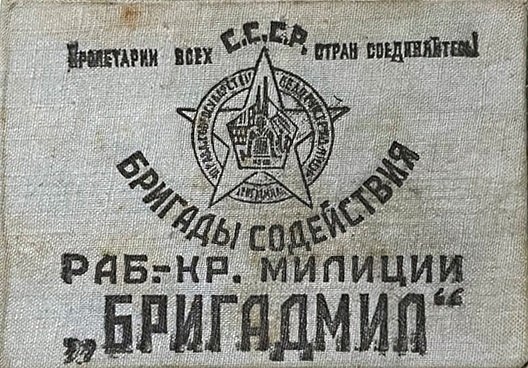 С.С.С.Р.
Пролетарии всех стран соединяйтесь!
БРИГАДЫ СОДЕЙСТВИЯ
РАБ.-КР. МИЛИЦИИ
„БРИГАДМИЛ“